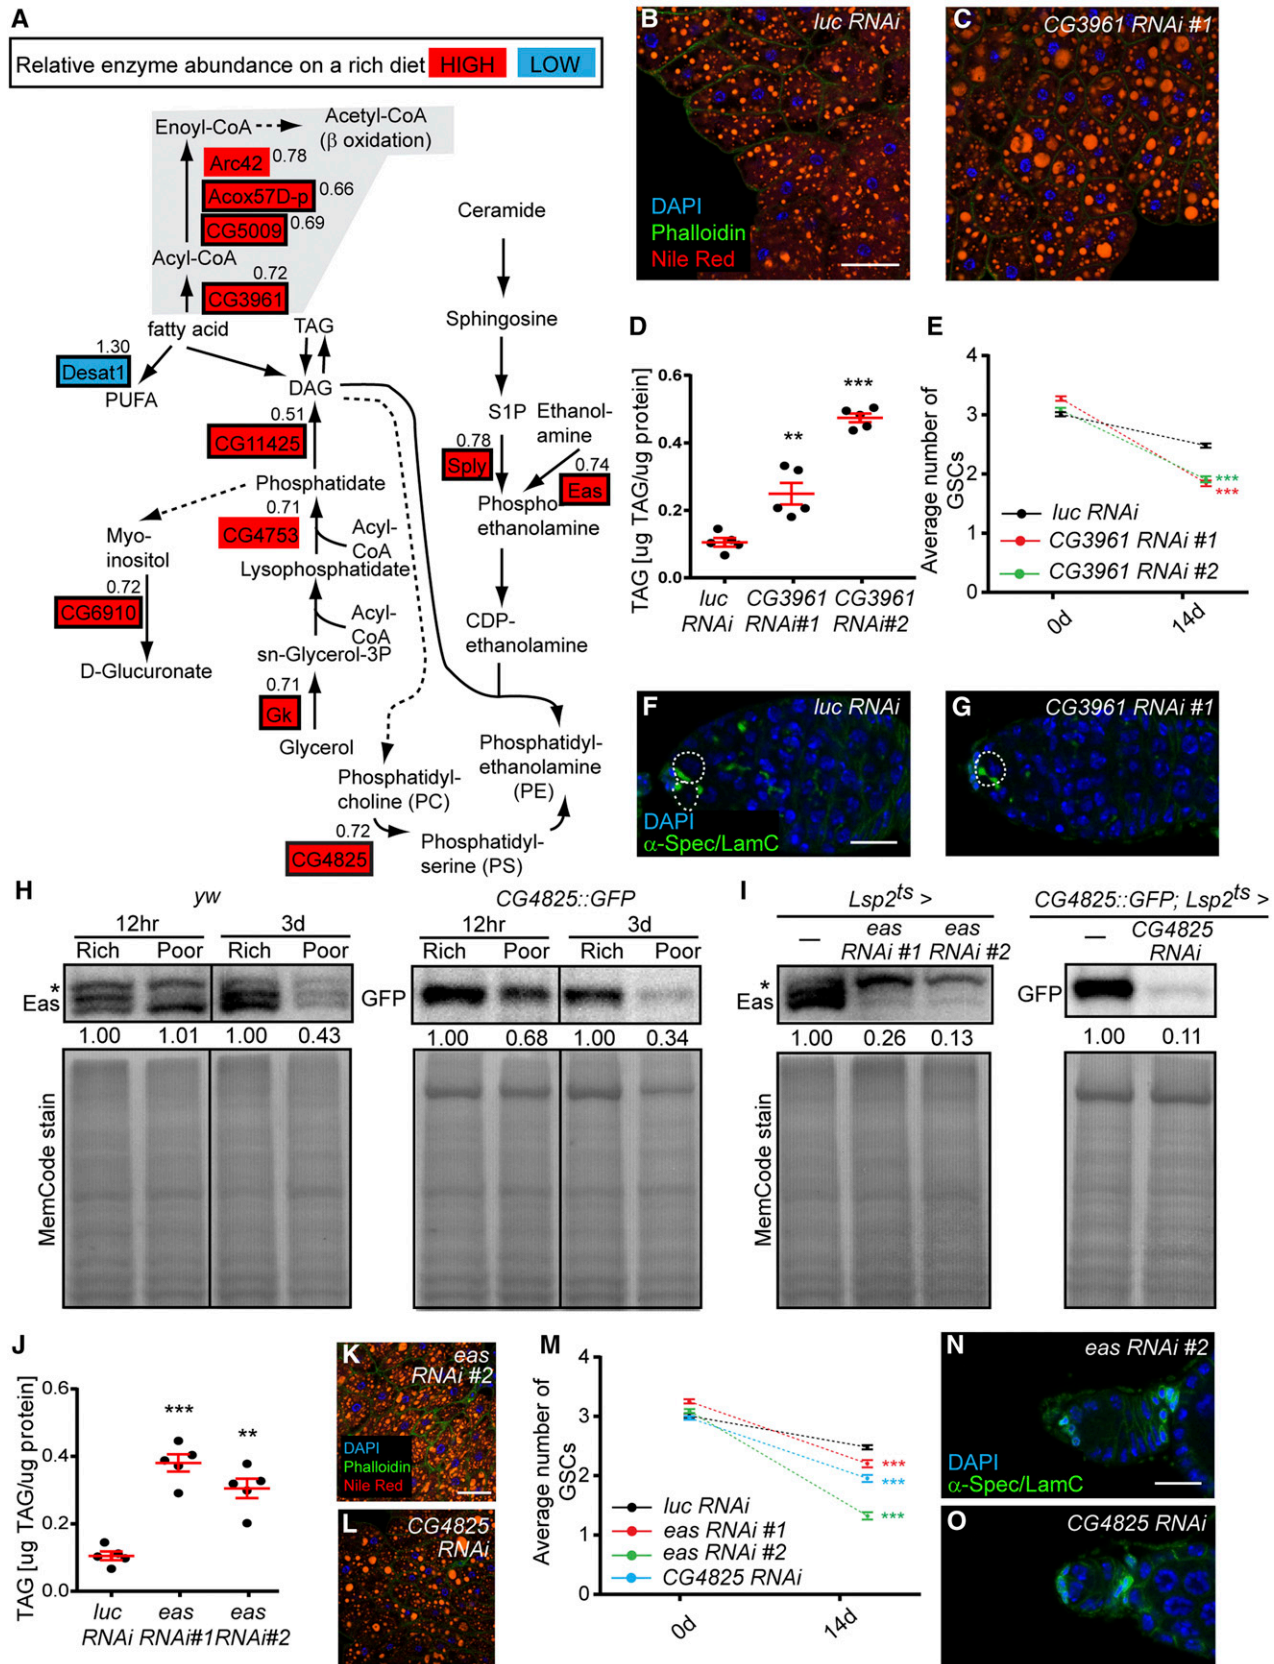 A
Relative enzyme abundance on a rich diet HIGH LOW
Enoyl-CoA
Acetyl-CoA
(β oxidation)
Arc42 0.78
Acox57D-p 0.66
CG5009 0.69
Acyl-CoA
0.72
CG3961
fatty acid
TAG
1.30
Desat1
PUFA
DAG
0.51
CG11425
Phosphatidate
0.71
CG4753
Acyl-
CoA
Lysophosphatidate
Acyl-
CoA
sn-Glycerol-3P
0.71
Gk
Glycerol
Myo-
inositol
0.72
CG6910
D-Glucuronate
Ceramide
Sphingosine
S1P
Ethanol-
amine
0.78
Sply
0.74
Eas
Phospho
ethanolamine
CDP-
ethanolamine
Phosphatidyl-
ethanolamine
(PE)
Phosphatidyl-
choline (PC)
0.72
CG4825
Phosphatidyl-
serine (PS)
B
luc RNAi
DAPI
Phalloidin
Nile Red
C
CG3961 RNAi #1
D
TAG [ug TAG/ug protein]
0.6
0.4
0.2
0.0
**
***
luc
RNAi
CG3961
RNAi#1
CG3961
RNAi#2
E
Average number of
GSCs
4
3
2
1
0
***
***
luc RNAi
CG3961 RNAi #1
CG3961 RNAi #2
0d
14d
F
luc RNAi
DAPI
α-Spec/LamC
G
CG3961 RNAi #1
H
yw
12hr 3d
Rich Poor Rich Poor
*
Eas
1.00 1.01 1.00 0.43
MemCode stain
CG4825::GFP
12hr 3d
Rich Poor Rich Poor
GFP
1.00 0.68 1.00 0.34
I
Lsp2ts >
— eas RNAi #1 eas RNAi #2
*
Eas
1.00 0.26 0.13
MemCode stain
CG4825::GFP; Lsp2ts >
— CG4825 RNAi
GFP
1.00 0.11
J
TAG [ug TAG/ug protein]
0.6
0.4
0.2
0.0
***
**
luc
RNAi
eas
RNAi#1
eas
RNAi#2
K
eas
RNAi #2
DAPI
Phalloidin
Nile Red
L
CG4825
RNAi
M
Average number of
GSCs
4
3
2
1
0
***
***
***
luc RNAi
eas RNAi #1
eas RNAi #2
CG4825 RNAi
0d
14d
N
eas RNAi #2
DAPI
α-Spec/LamC
O
CG4825 RNAi